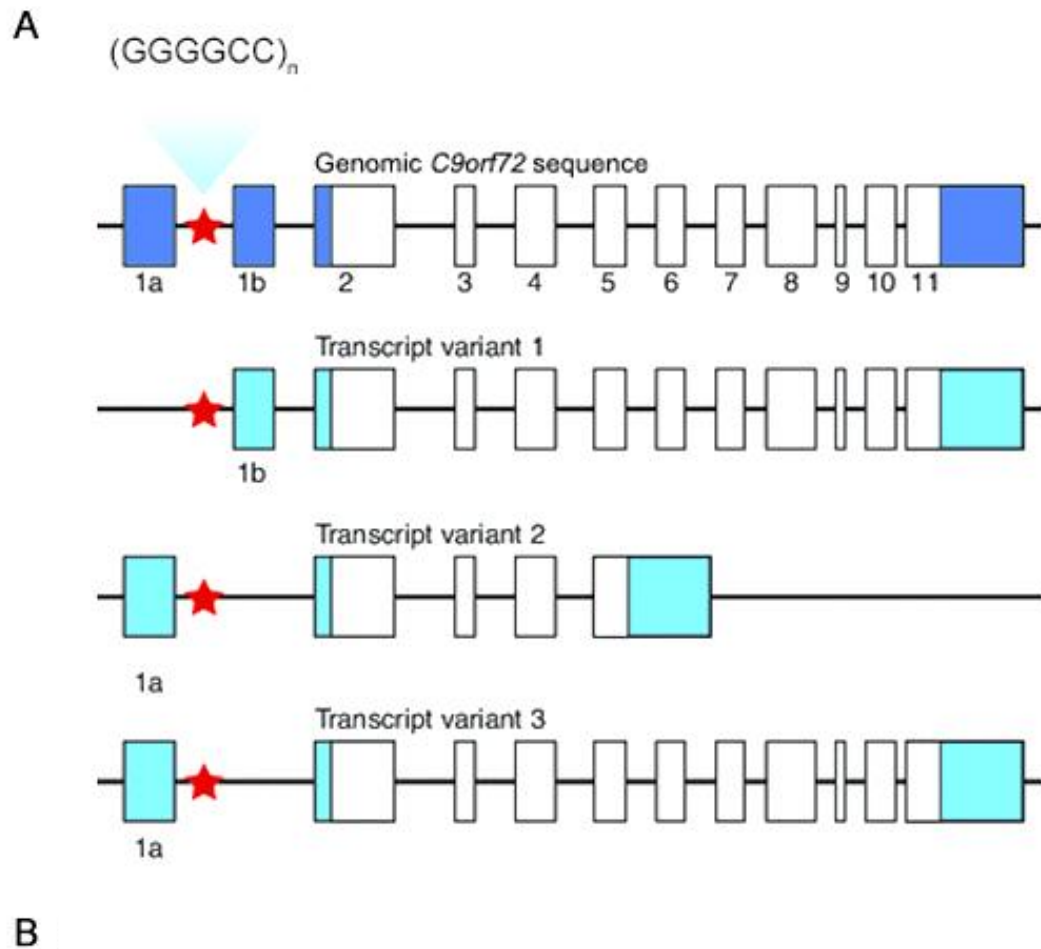 A
(GGGGCC)n
Genomic C9orf72 sequence
1a 1b 2 3 4 5 6 7 8 9 10 11
Transcript variant 1
1b
Transcript variant 2
1a
Transcript variant 3
1a
B